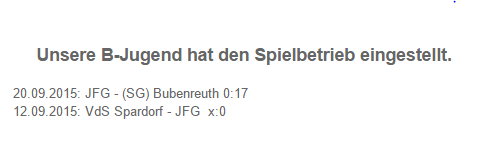 Unsere B-Jugend hat den Spielbetrieb eingestellt.
20.09.2015: JFG - (SG) Bubenreuth 0:17
12.09.2015: VdS Spardorf - JFG x:0